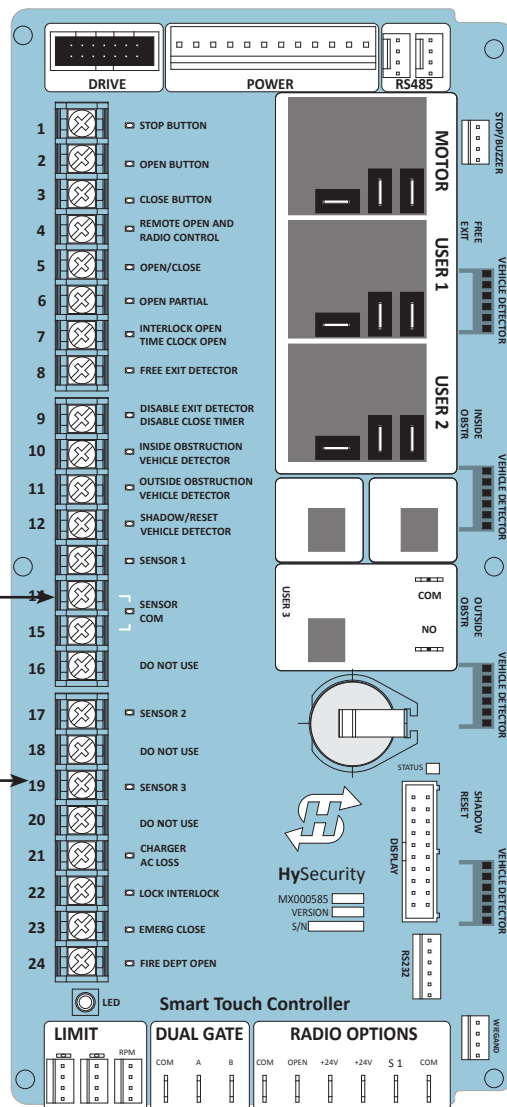 DRIVE
POWER
RS485
1 STOP BUTTON
2 OPEN BUTTON
3 CLOSE BUTTON
4 REMOTE OPEN AND
RADIO CONTROL
5 OPEN/CLOSE
6 OPEN PARTIAL
7 INTERLOCK OPEN
TIME CLOCK OPEN
8 FREE EXIT DETECTOR
9 DISABLE EXIT DETECTOR
DISABLE CLOSE TIMER
10 INSIDE OBSTRUCTION
VEHICLE DETECTOR
11 OUTSIDE OBSTRUCTION
VEHICLE DETECTOR
12 SHADOW/RESET
VEHICLE DETECTOR
SENSOR 1
14
SENSOR
COM
15
16 DO NOT USE
17 SENSOR 2
18 DO NOT USE
19 SENSOR 3
20 DO NOT USE
21 CHARGER
AC LOSS
22 LOCK INTERLOCK
23 EMERG CLOSE
24 FIRE DEPT OPEN
LED
MOTOR
USER 1
USER 2
USER 3
COM
NO
STOP/BUZZER
FREE
EXIT
VEHICLE DETECTOR
INSIDE
OBSTR
VEHICLE DETECTOR
OUTSIDE
OBSTR
VEHICLE DETECTOR
STATUS
SHADOW
RESET
VEHICLE DETECTOR
DISPLAY
H
HySecurity
MX000585
VERSION
S/N
RS232
WIEGAND
Smart Touch Controller
LIMIT
RPM
DUAL GATE
COM A B
RADIO OPTIONS
COM OPEN +24V +24V S 1 COM